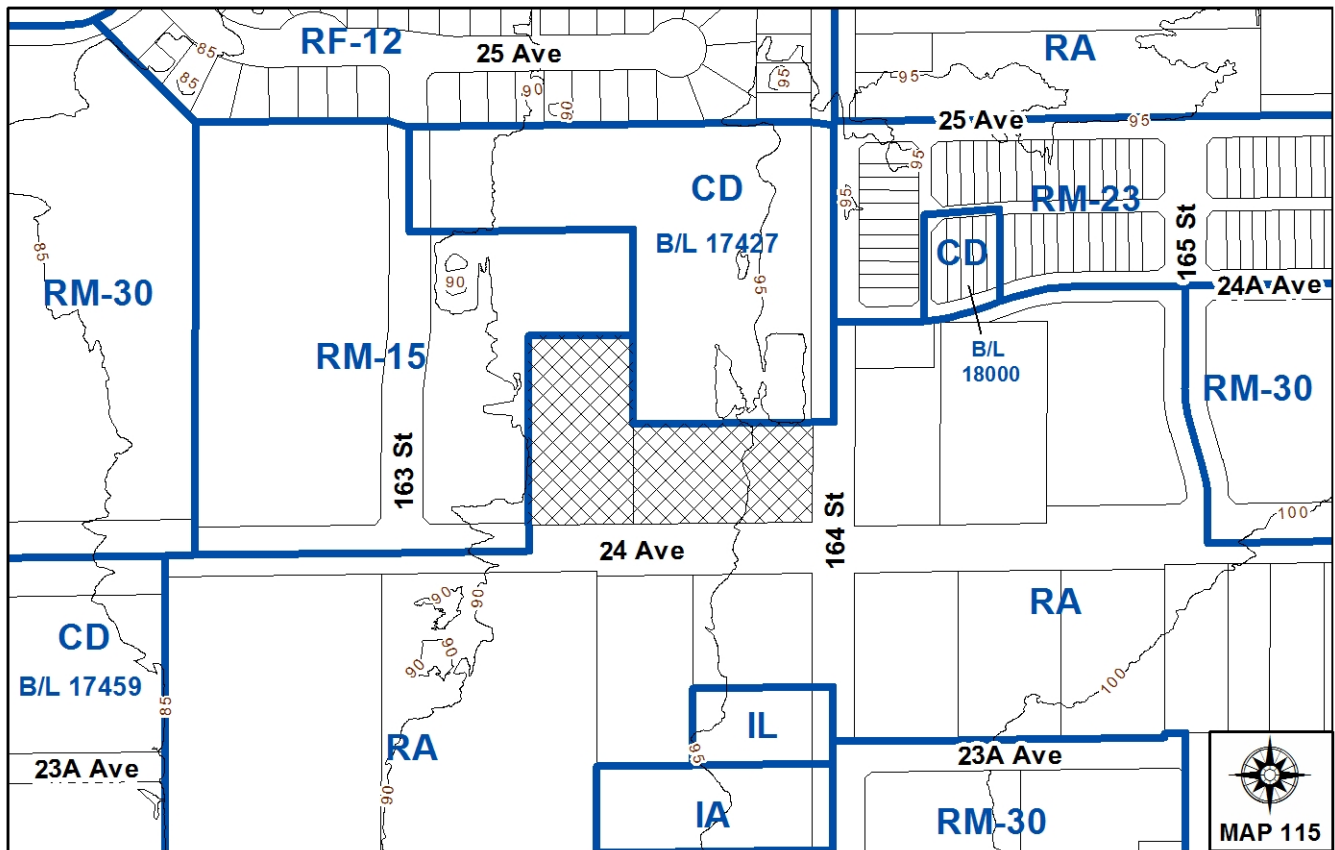 RF-12
25 Ave
RA
85
85
90
90
95
95
25 Ave
95
CD
B/L 17427
95
95
RM-23
CD
165 St
RM-30
85
90
95
24A Ave
RM-15
B/L
18000
RM-30
163 St
164 St
100
24 Ave
CD
B/L 17459
85
90
90
90
90
RA
100
IL
95
23A Ave
RA
90
23A Ave
IA
RM-30
MAP 115